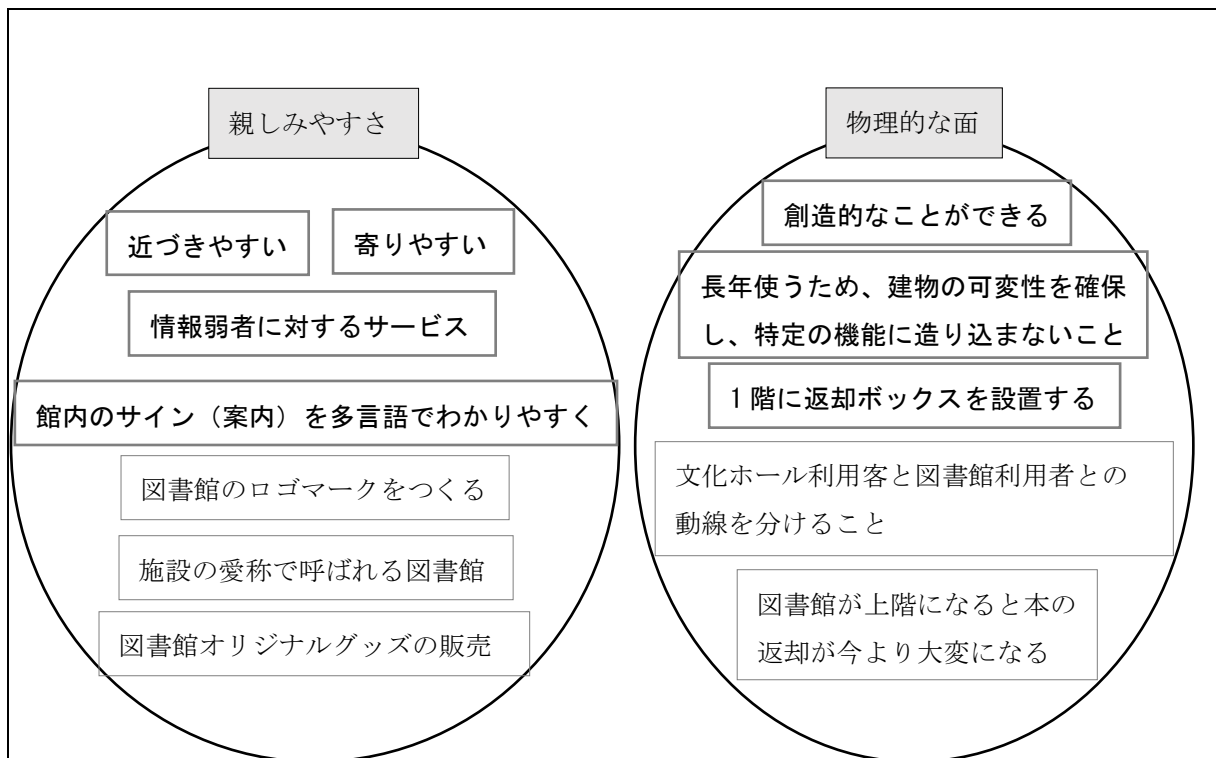 親しみやすさ
近づきやすい
寄りやすい
情報弱者に対するサービス
館内のサイン（案内）を多言語でわかりやすく
図書館のロゴマークをつくる
施設の愛称で呼ばれる図書館
図書館オリジナルグッズの販売
物理的な面
創造的なことができる
長年使うため、建物の可変性を確保
し、特定の機能に造り込まないこと
1階に返却ボックスを設置する
文化ホール利用客と図書館利用者との
動線を分けること
図書館が上階になると本の
返却が今より大変になる